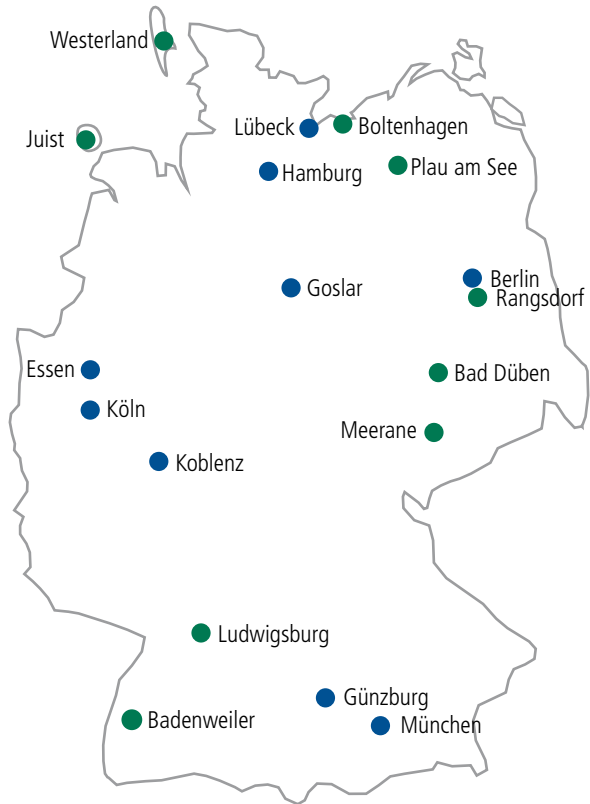 Westerland
Juist
Lübeck
Boltenhagen
Hamburg
Plau am See
Goslar
Berlin
Rangsdorf
Essen
Bad Düben
Köln
Meerane
Koblenz
Ludwigsburg
Günzburg
Badenweiler
München